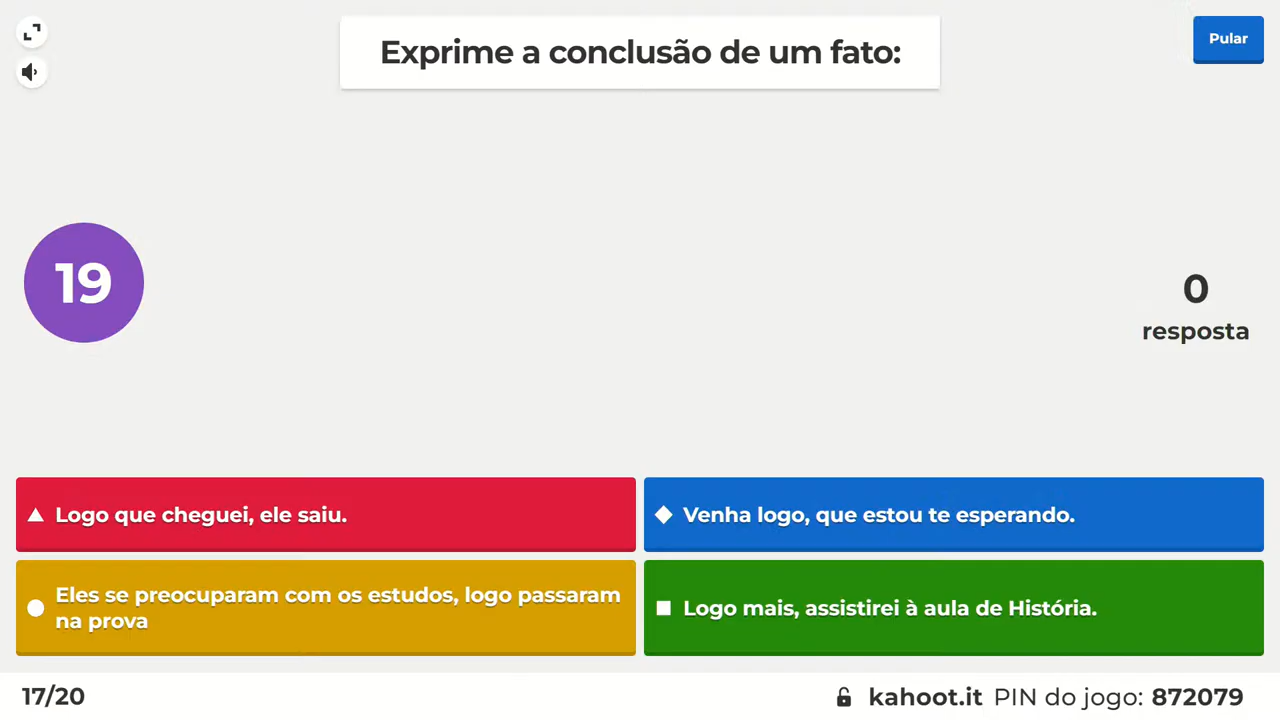 Exprime a conclusão de um fato:
Pular
19
0
resposta
Logo que cheguei, ele saiu.
Venha logo, que estou te esperando.
Eles se preocuparam com os estudos, logo passaram
na prova
Logo mais, assistirei à aula de História.
17/20
kahoot.it PIN do jogo: 872079